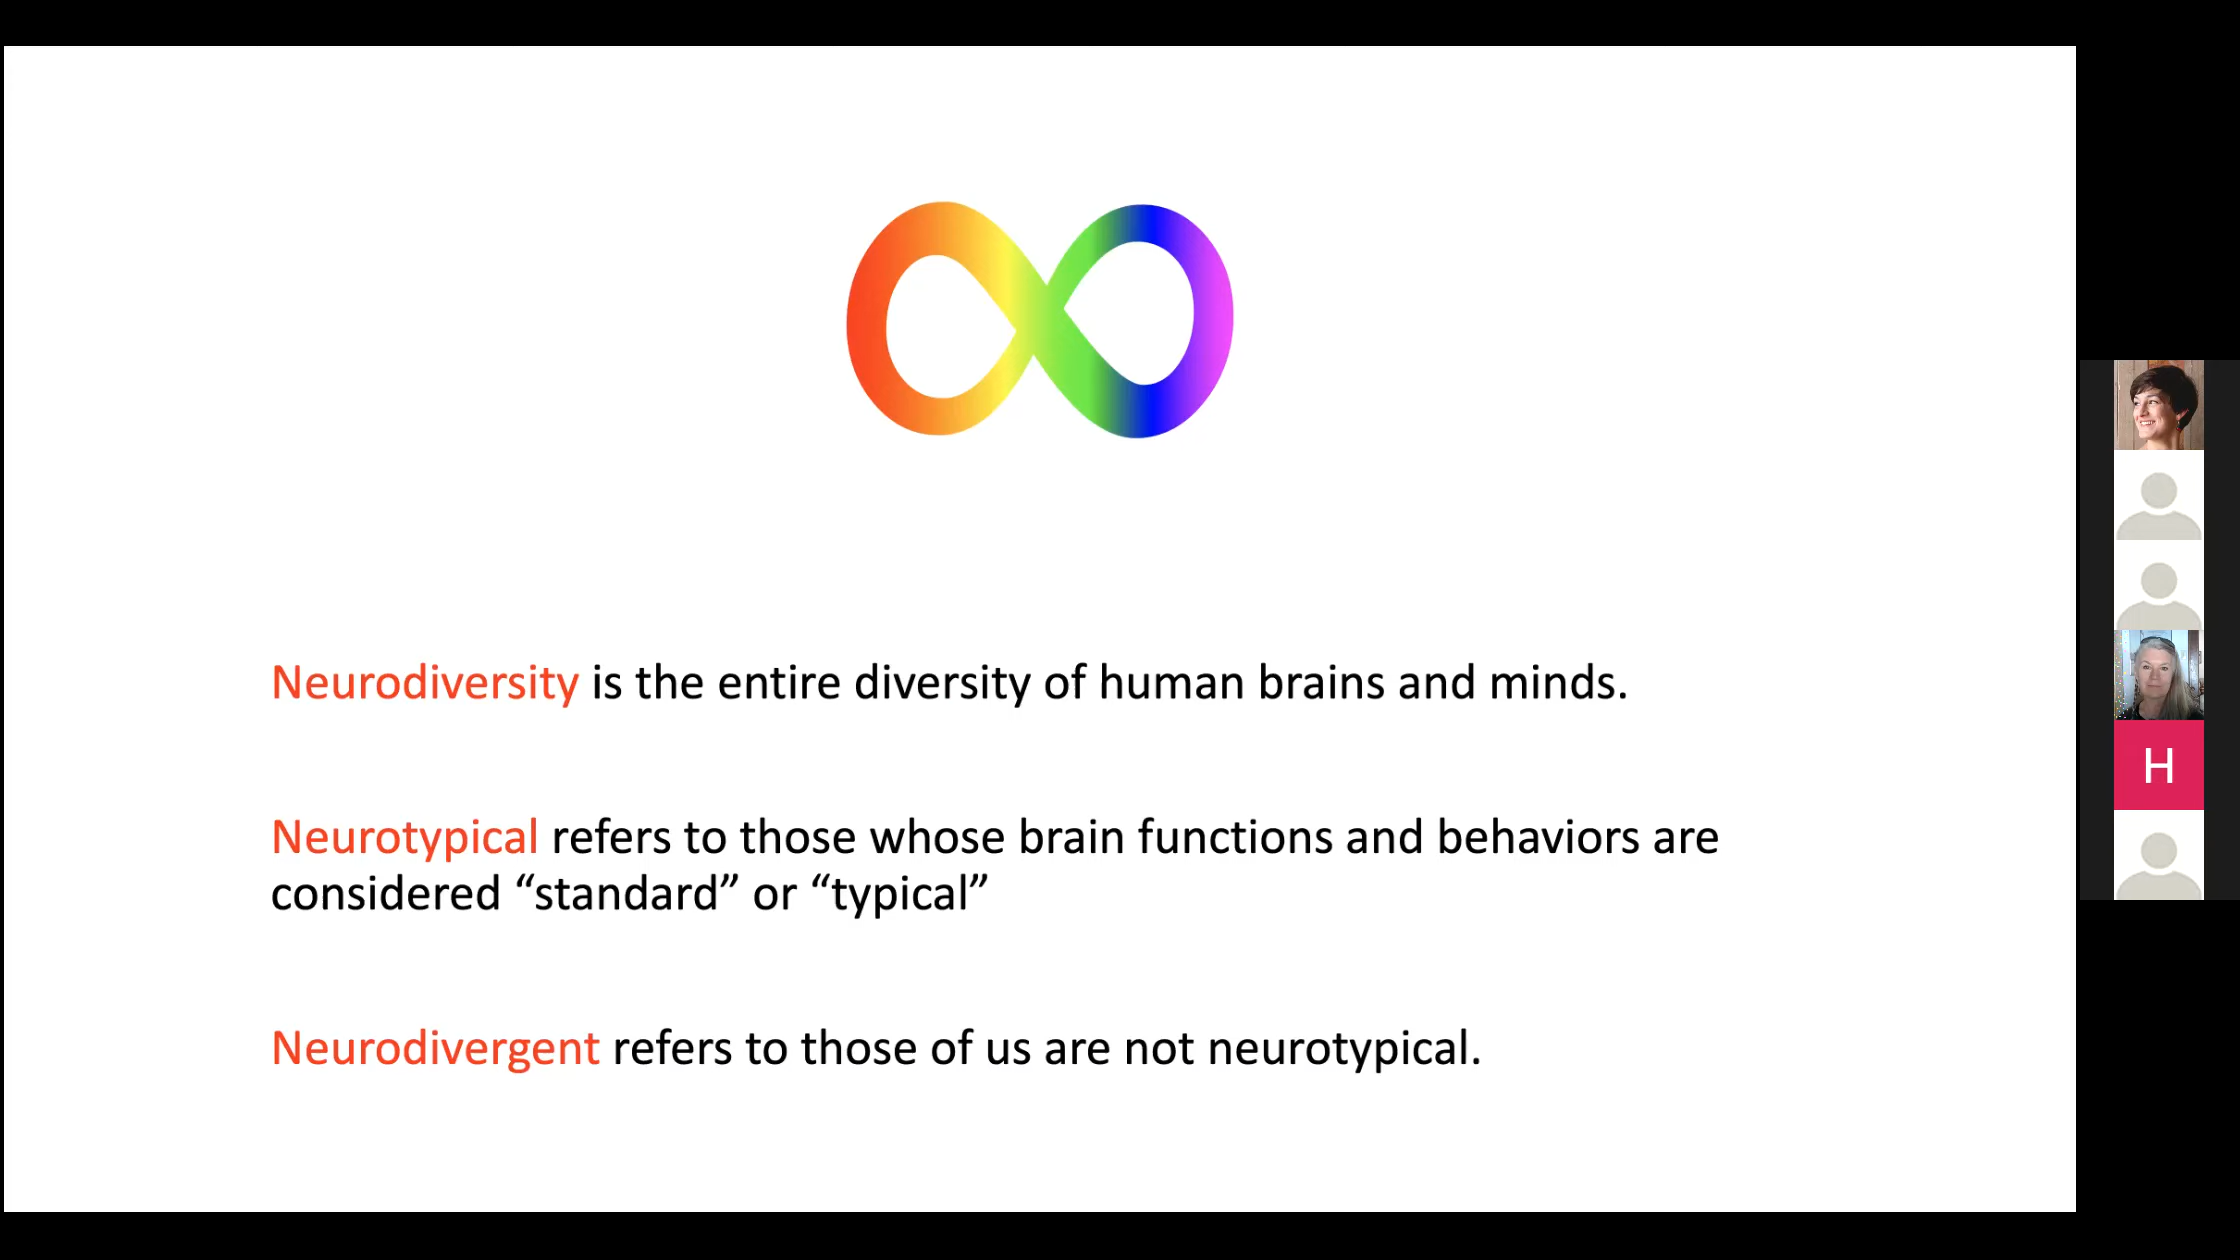 Neurodiversity is the entire diversity of human brains and minds.
Neurotypical refers to those whose brain functions and behaviors are
considered “standard” or “typical”
Neurodivergent refers to those of us are not neurotypical.
H